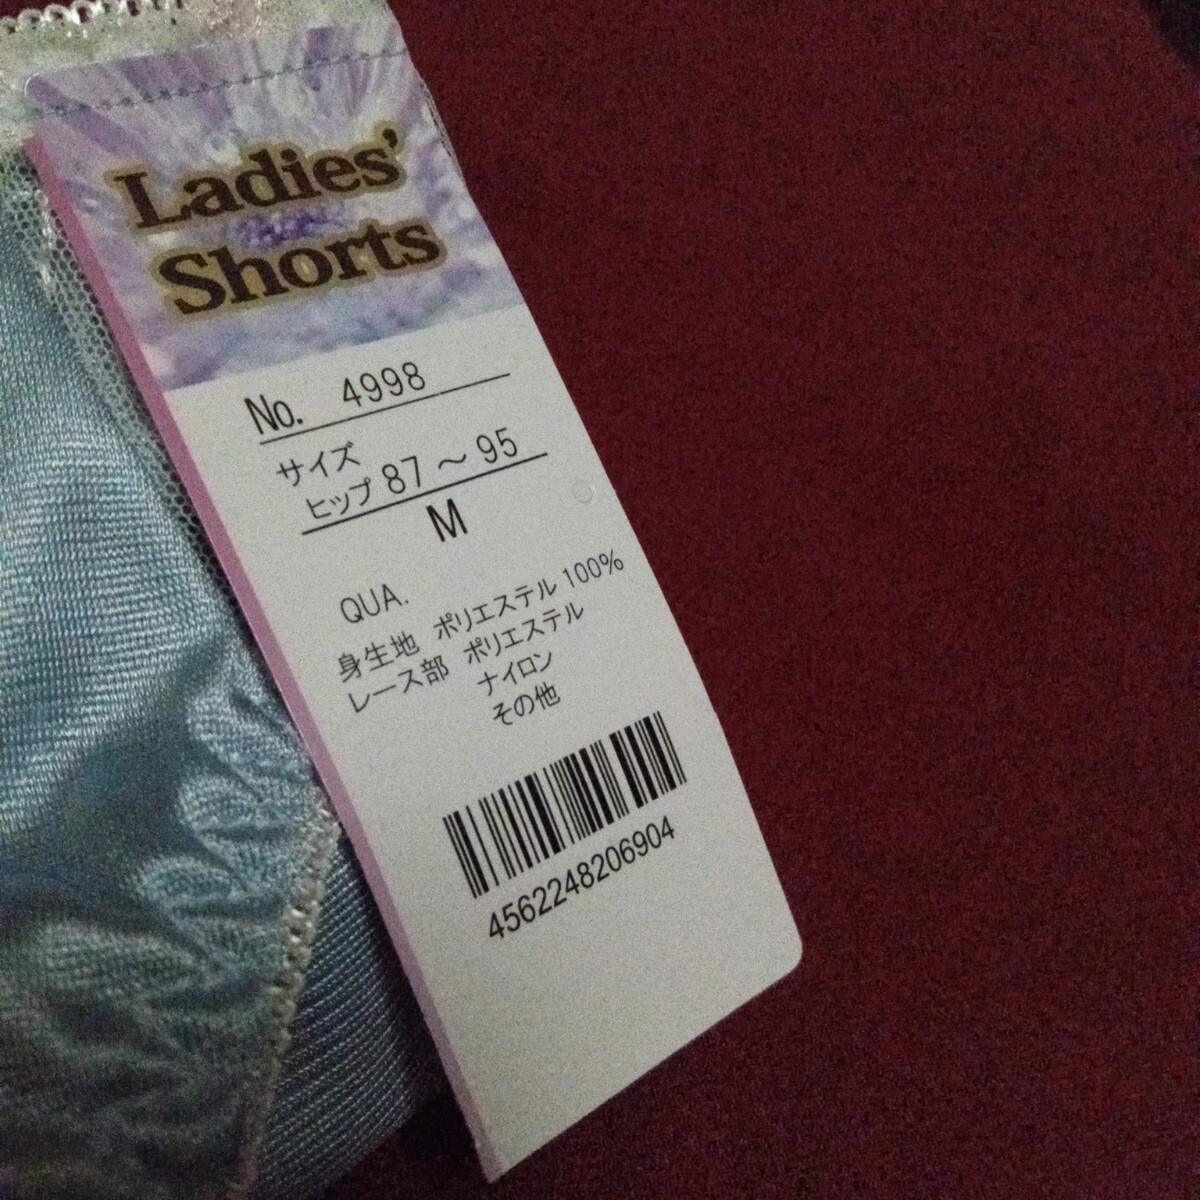 Ladies'
Shorts
No. 4998
サイズ
ヒップ 87～95
M
QUA.
身生地 ポリエステル 100%
レース部 ポリエステル
ナイロン
その他
4562248206904